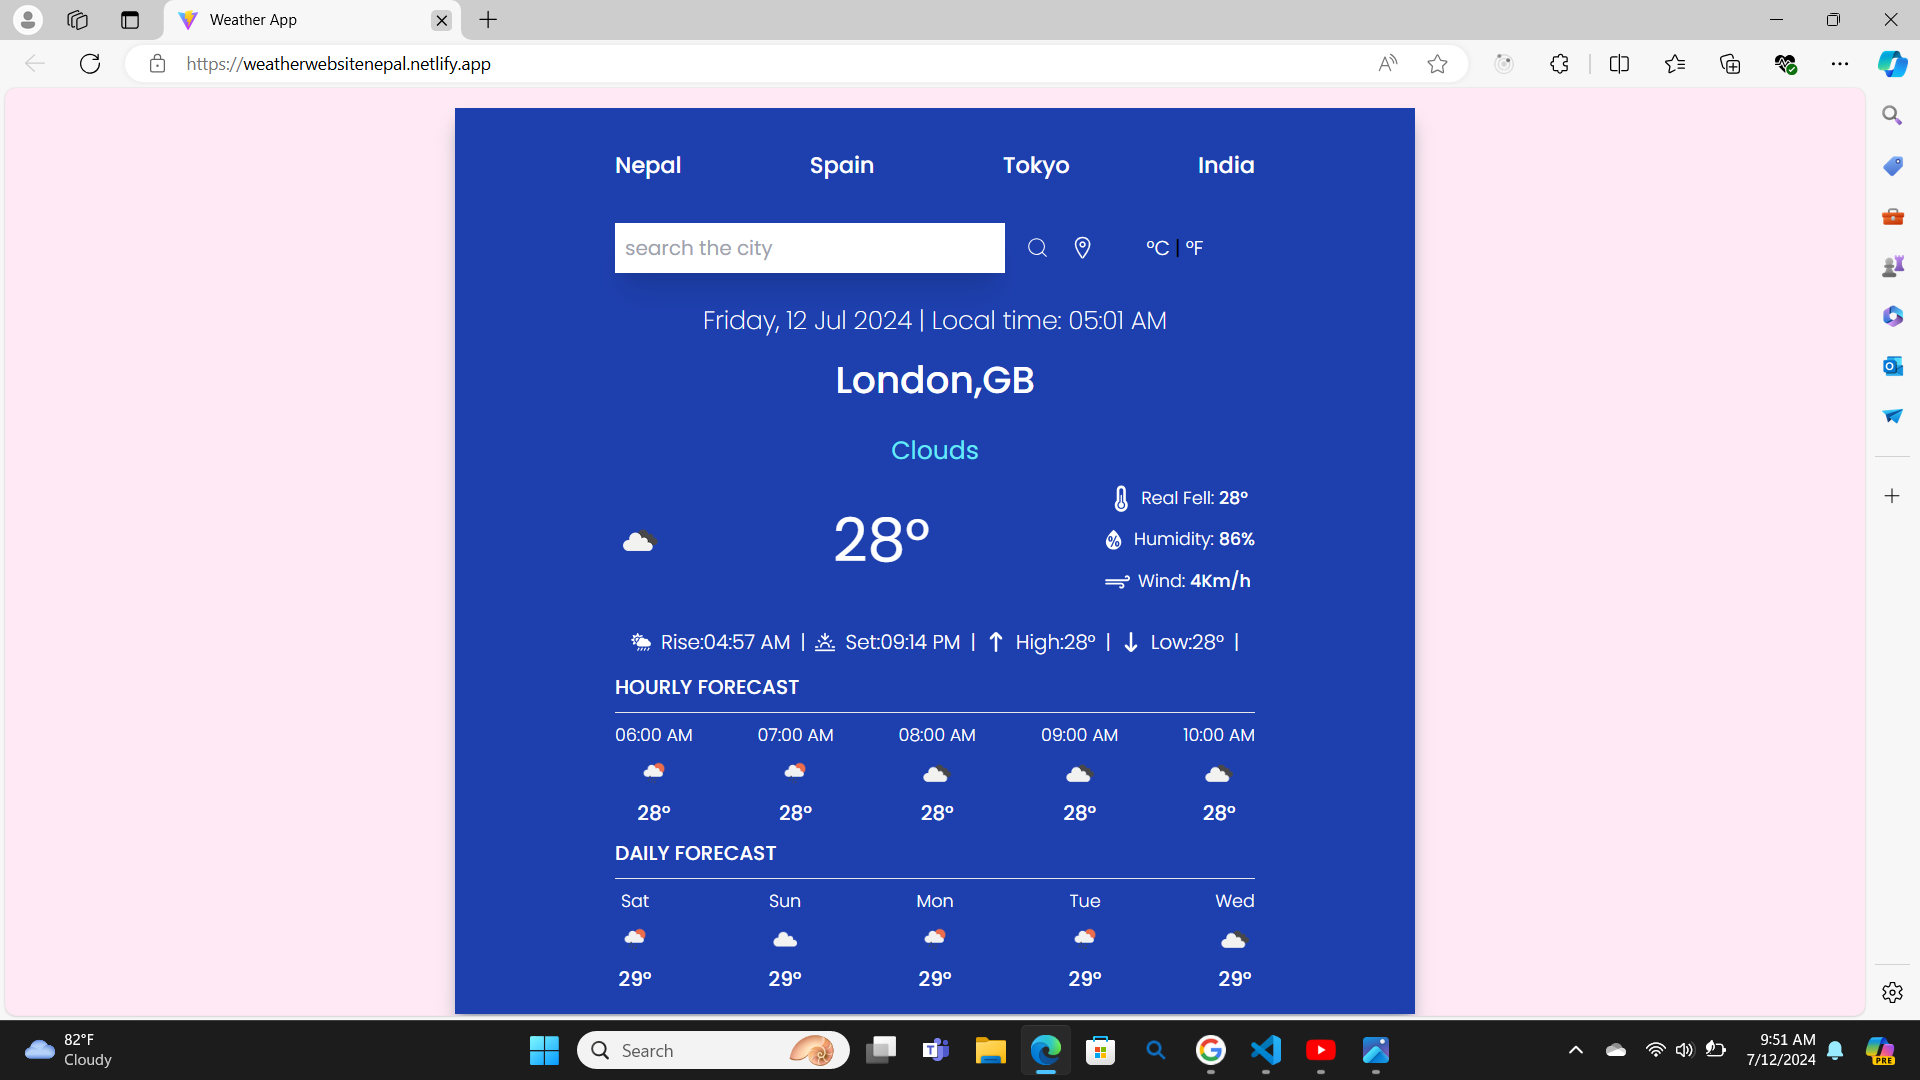 Weather App
https://weatherwebsitenepal.netlify.app
Nepal Spain Tokyo India
search the city °C | °F
Friday, 12 Jul 2024 | Local time: 05:01 AM
London,GB
Clouds
Real Fell: 28°
28° Humidity: 86%
Wind: 4Km/h
Rise:04:57 AM | Set:09:14 PM | High:28° | Low:28° |
HOURLY FORECAST
06:00 AM 07:00 AM 08:00 AM 09:00 AM 10:00 AM
28° 28° 28° 28° 28°
DAILY FORECAST
Sat Sun Mon Tue Wed
29° 29° 29° 29° 29°
82°F
Cloudy
Search
9:51 AM
7/12/2024
PRE